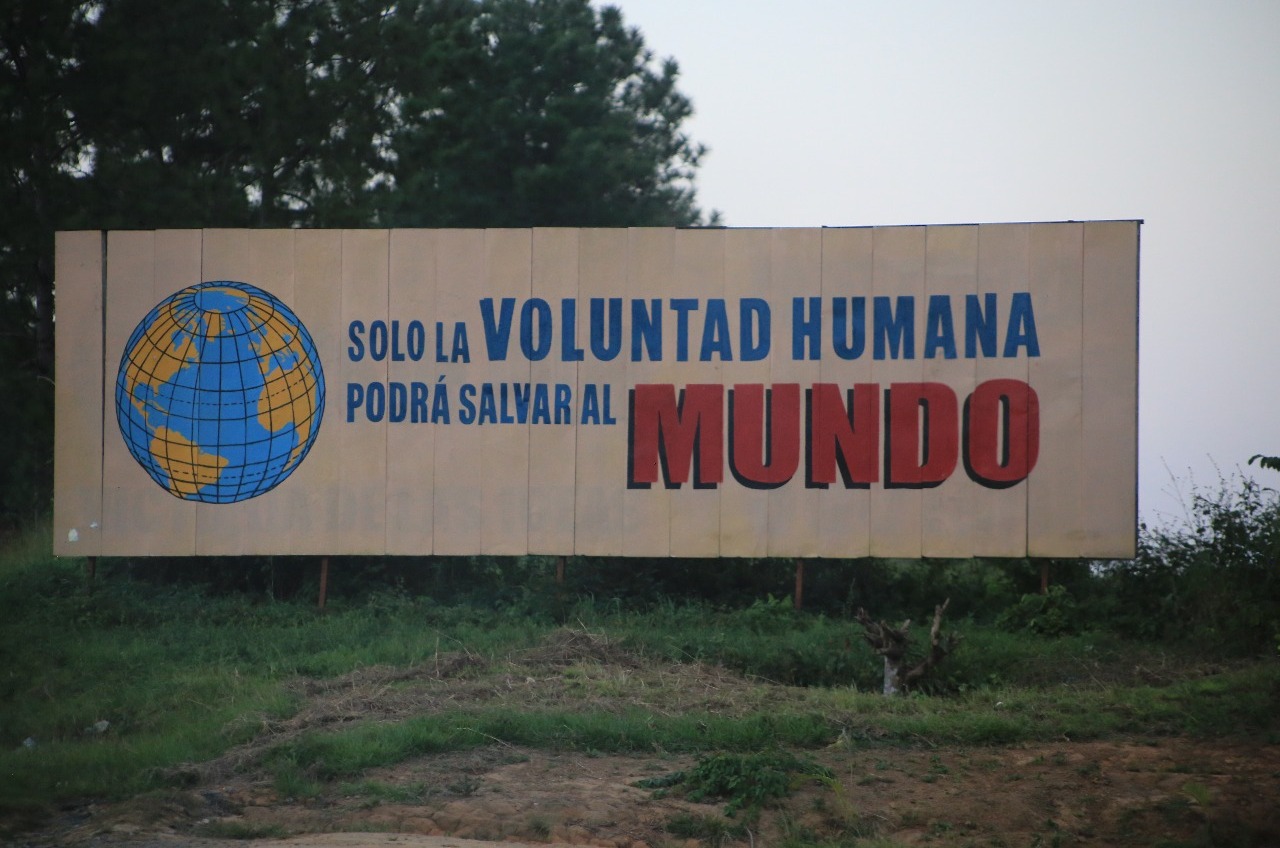 SOLO LA VOLUNTAD HUMANA
PODRÁ SALVAR AL MUNDO